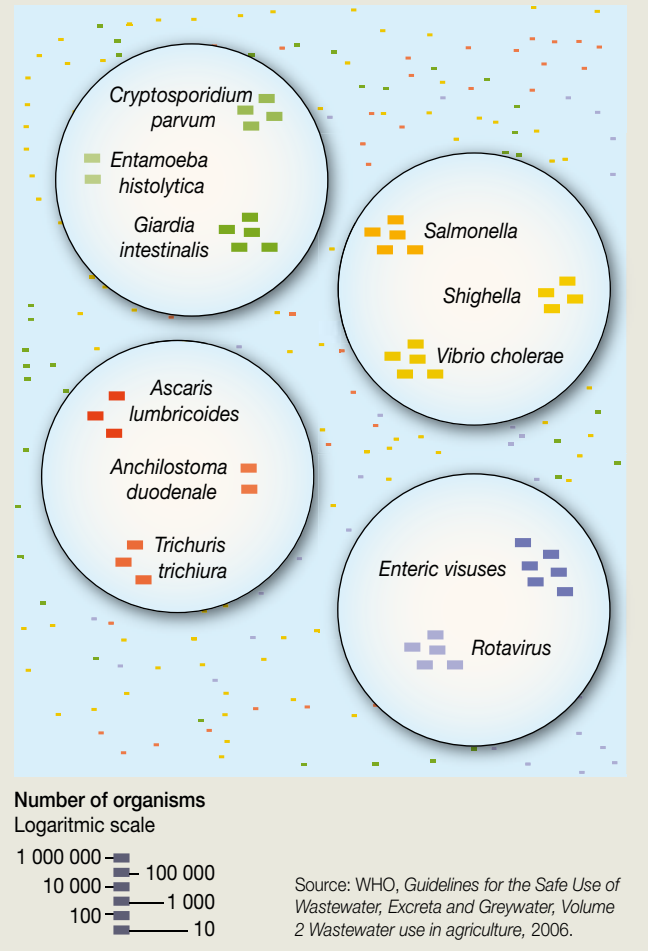 Cryptosporidium
parvum
Entamoeba
histolytica
Giardia
intestinalis
Salmonella
Shighella
Vibrio cholerae
Ascaris
lumbricoides
Anchilostoma
duodenale
Trichuris
trichiura
Enteric visuses
Rotavirus
Number of organisms
Logaritmic scale
1 000 000
100 000
10 000
1 000
100
10
Source: WHO, Guidelines for the Safe Use of
Wastewater, Excreta and Greywater, Volume
2 Wastewater use in agriculture, 2006.